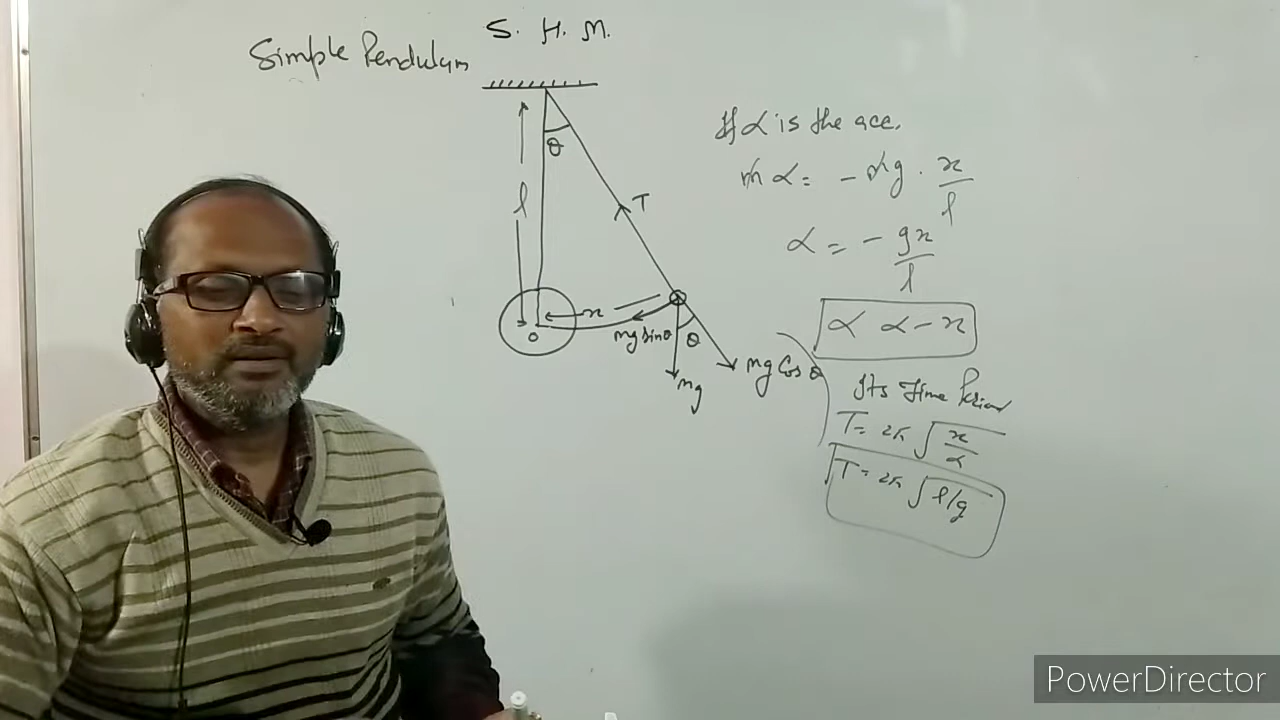 S. H. M.
Simple Pendulum
θ
l
T
x
O
mg sinθ
θ
mg
mg Cos θ
If α is the acc.
mα = - mg . x/l
α = - gx/l
α α - x
Its Time Period
T = 2π √x/α
T = 2π √l/g
PowerDirector